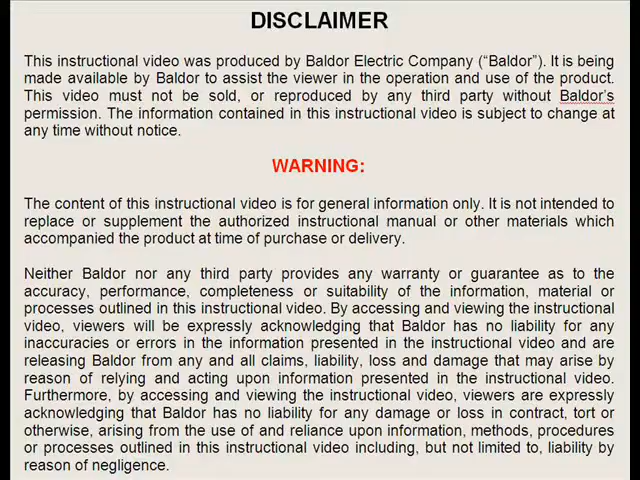 DISCLAIMER
This instructional video was produced by Baldor Electric Company (“Baldor”). It is being
made available by Baldor to assist the viewer in the operation and use of the product.
This video must not be sold, or reproduced by any third party without Baldor’s
permission. The information contained in this instructional video is subject to change at
any time without notice.
WARNING:
The content of this instructional video is for general information only. It is not intended to
replace or supplement the authorized instructional manual or other materials which
accompanied the product at time of purchase or delivery.
Neither Baldor nor any third party provides any warranty or guarantee as to the
accuracy, performance, completeness or suitability of the information, material or
processes outlined in this instructional video. By accessing and viewing the instructional
video, viewers will be expressly acknowledging that Baldor has no liability for any
inaccuracies or errors in the information presented in the instructional video and are
releasing Baldor from any and all claims, liability, loss and damage that may arise by
reason of relying and acting upon information presented in the instructional video.
Furthermore, by accessing and viewing the instructional video, viewers are expressly
acknowledging that Baldor has no liability for any damage or loss in contract, tort or
otherwise, arising from the use of and reliance upon information, methods, procedures
or processes outlined in this instructional video including, but not limited to, liability by
reason of negligence.